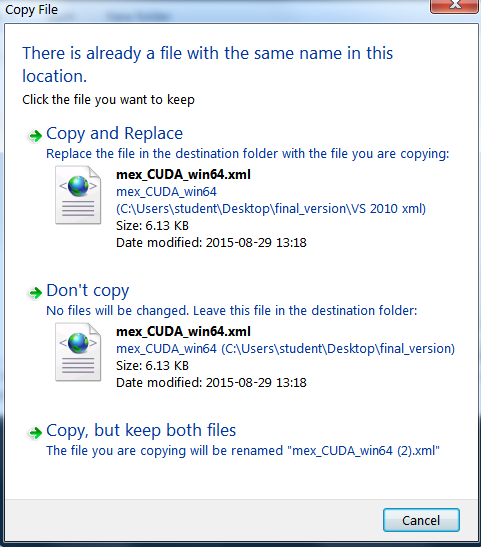 Copy File
New folder
There is already a file with the same name in this
location.
Click the file you want to keep
Copy and Replace
Replace the file in the destination folder with the file you are copying:
mex_CUDA_win64.xml
mex_CUDA_win64
(C:\Users\student\Desktop\final_version\VS 2010 xml)
Size: 6.13 KB
Date modified: 2015-08-29 13:18
Don't copy
No files will be changed. Leave this file in the destination folder:
mex_CUDA_win64.xml
mex_CUDA_win64 (C:\Users\student\Desktop\final_version)
Size: 6.13 KB
Date modified: 2015-08-29 13:18
Copy, but keep both files
The file you are copying will be renamed "mex_CUDA_win64 (2).xml"
Cancel